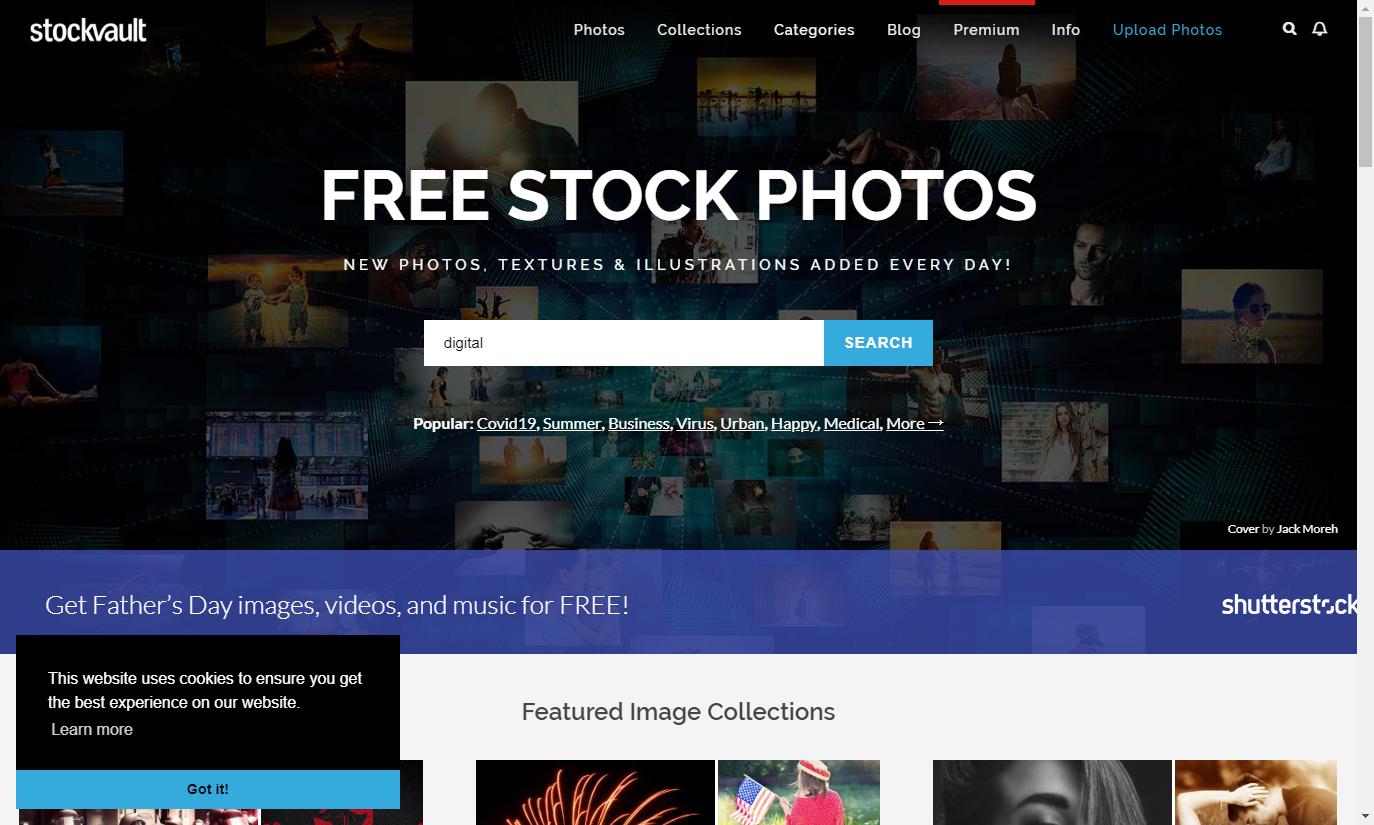 stockvault
Photos Collections Categories Blog Premium Info Upload Photos
FREE STOCK PHOTOS
NEW PHOTOS, TEXTURES & ILLUSTRATIONS ADDED EVERY DAY!
digital SEARCH
Popular: Covid19, Summer, Business, Virus, Urban, Happy, Medical, More →
Cover by Jack Moreh
Get Father's Day images, videos, and music for FREE!
shutterstock
This website uses cookies to ensure you get
the best experience on our website.
Learn more
Got it!
Featured Image Collections